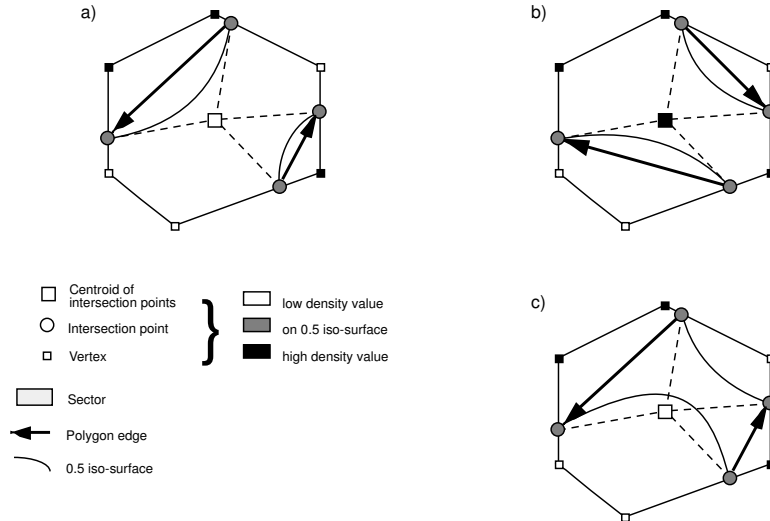 a)
b)
Centroid of
intersection points
Intersection point
Vertex
low density value
on 0.5 iso-surface
high density value
Sector
Polygon edge
0.5 iso-surface
c)